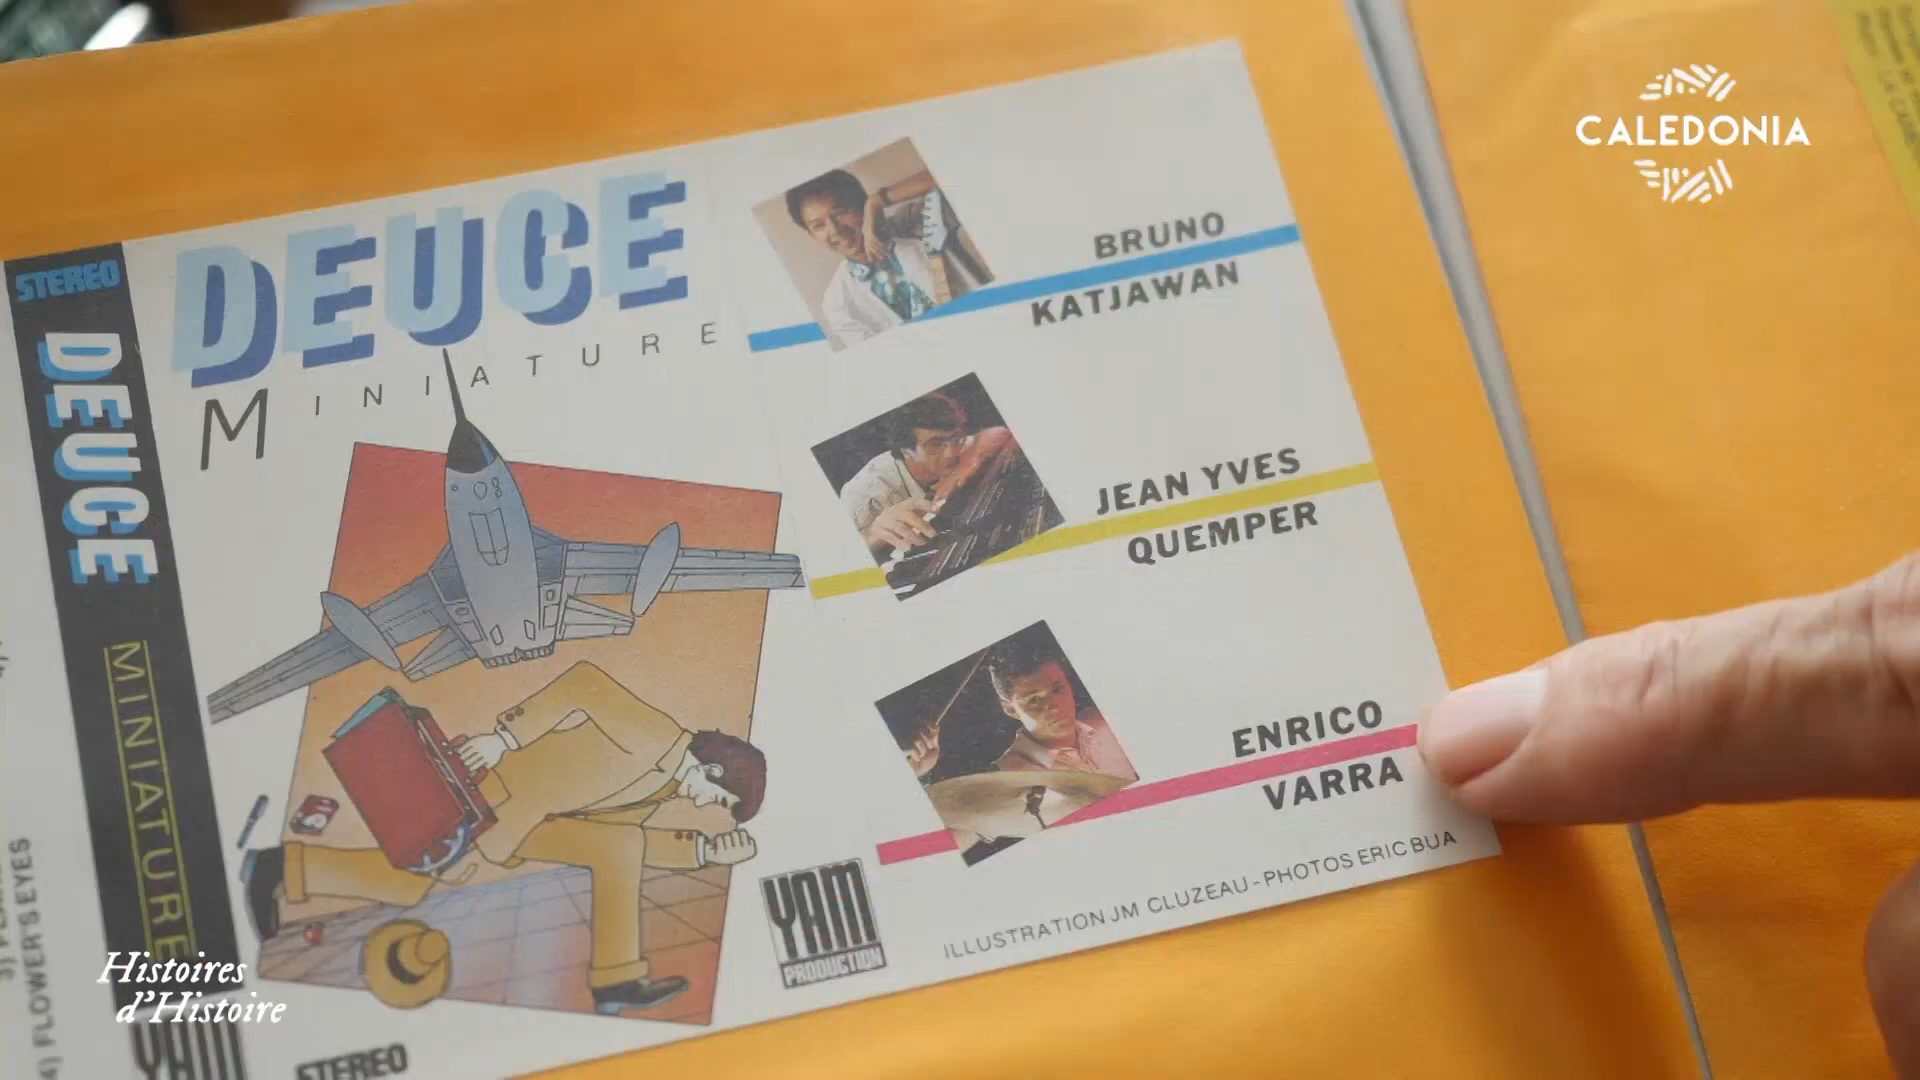 CALEDONIA
STEREO
DEUCE
MINIATURE
DEUCE
MINIATURE
BRUNO
KATJAWAN
JEAN YVES
QUEMPER
ENRICO
VARRA
YAM
PRODUCTION
ILLUSTRATION JM CLUZEAU - PHOTOS ERIC BUA
4) FLOWER'S EYES
YAM
STEREO
Histoires
d'Histoire